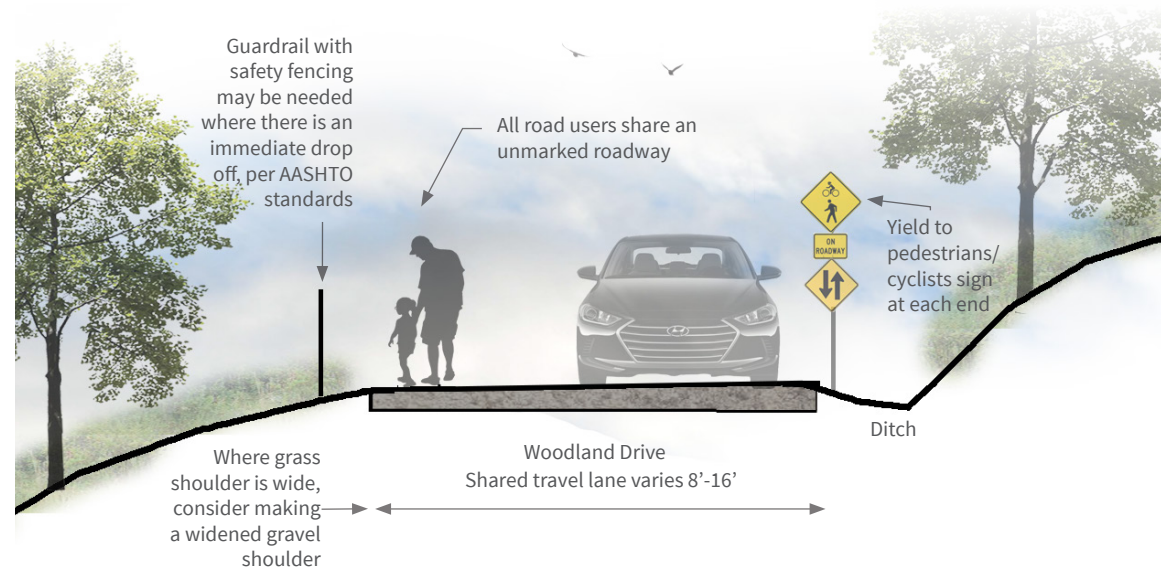 Guardrail with
safety fencing
may be needed
where there is an
immediate drop
off, per AASHTO
standards
All road users share an
unmarked roadway
ON
ROADWAY
Yield to
pedestrians/
cyclists sign
at each end
Ditch
Woodland Drive
Shared travel lane varies 8’-16’
Where grass
shoulder is wide,
consider making
a widened gravel
shoulder